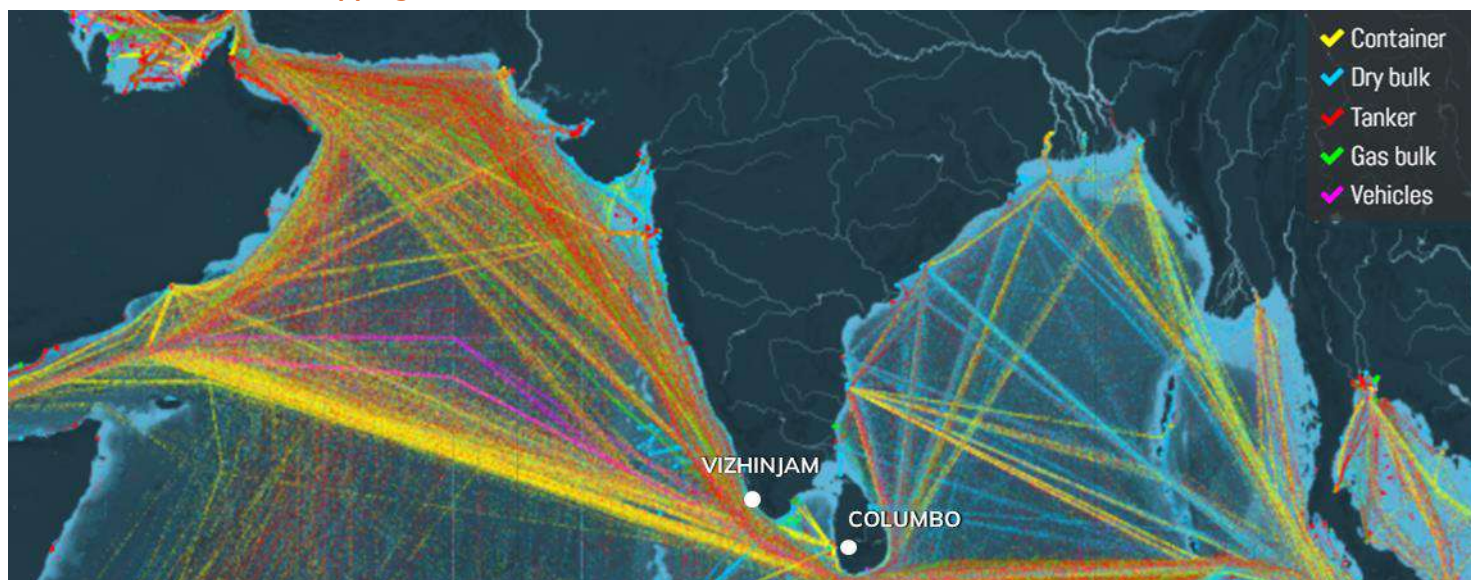 Container
Dry bulk
Tanker
Gas bulk
Vehicles
VIZHINJAM
COLUMBO